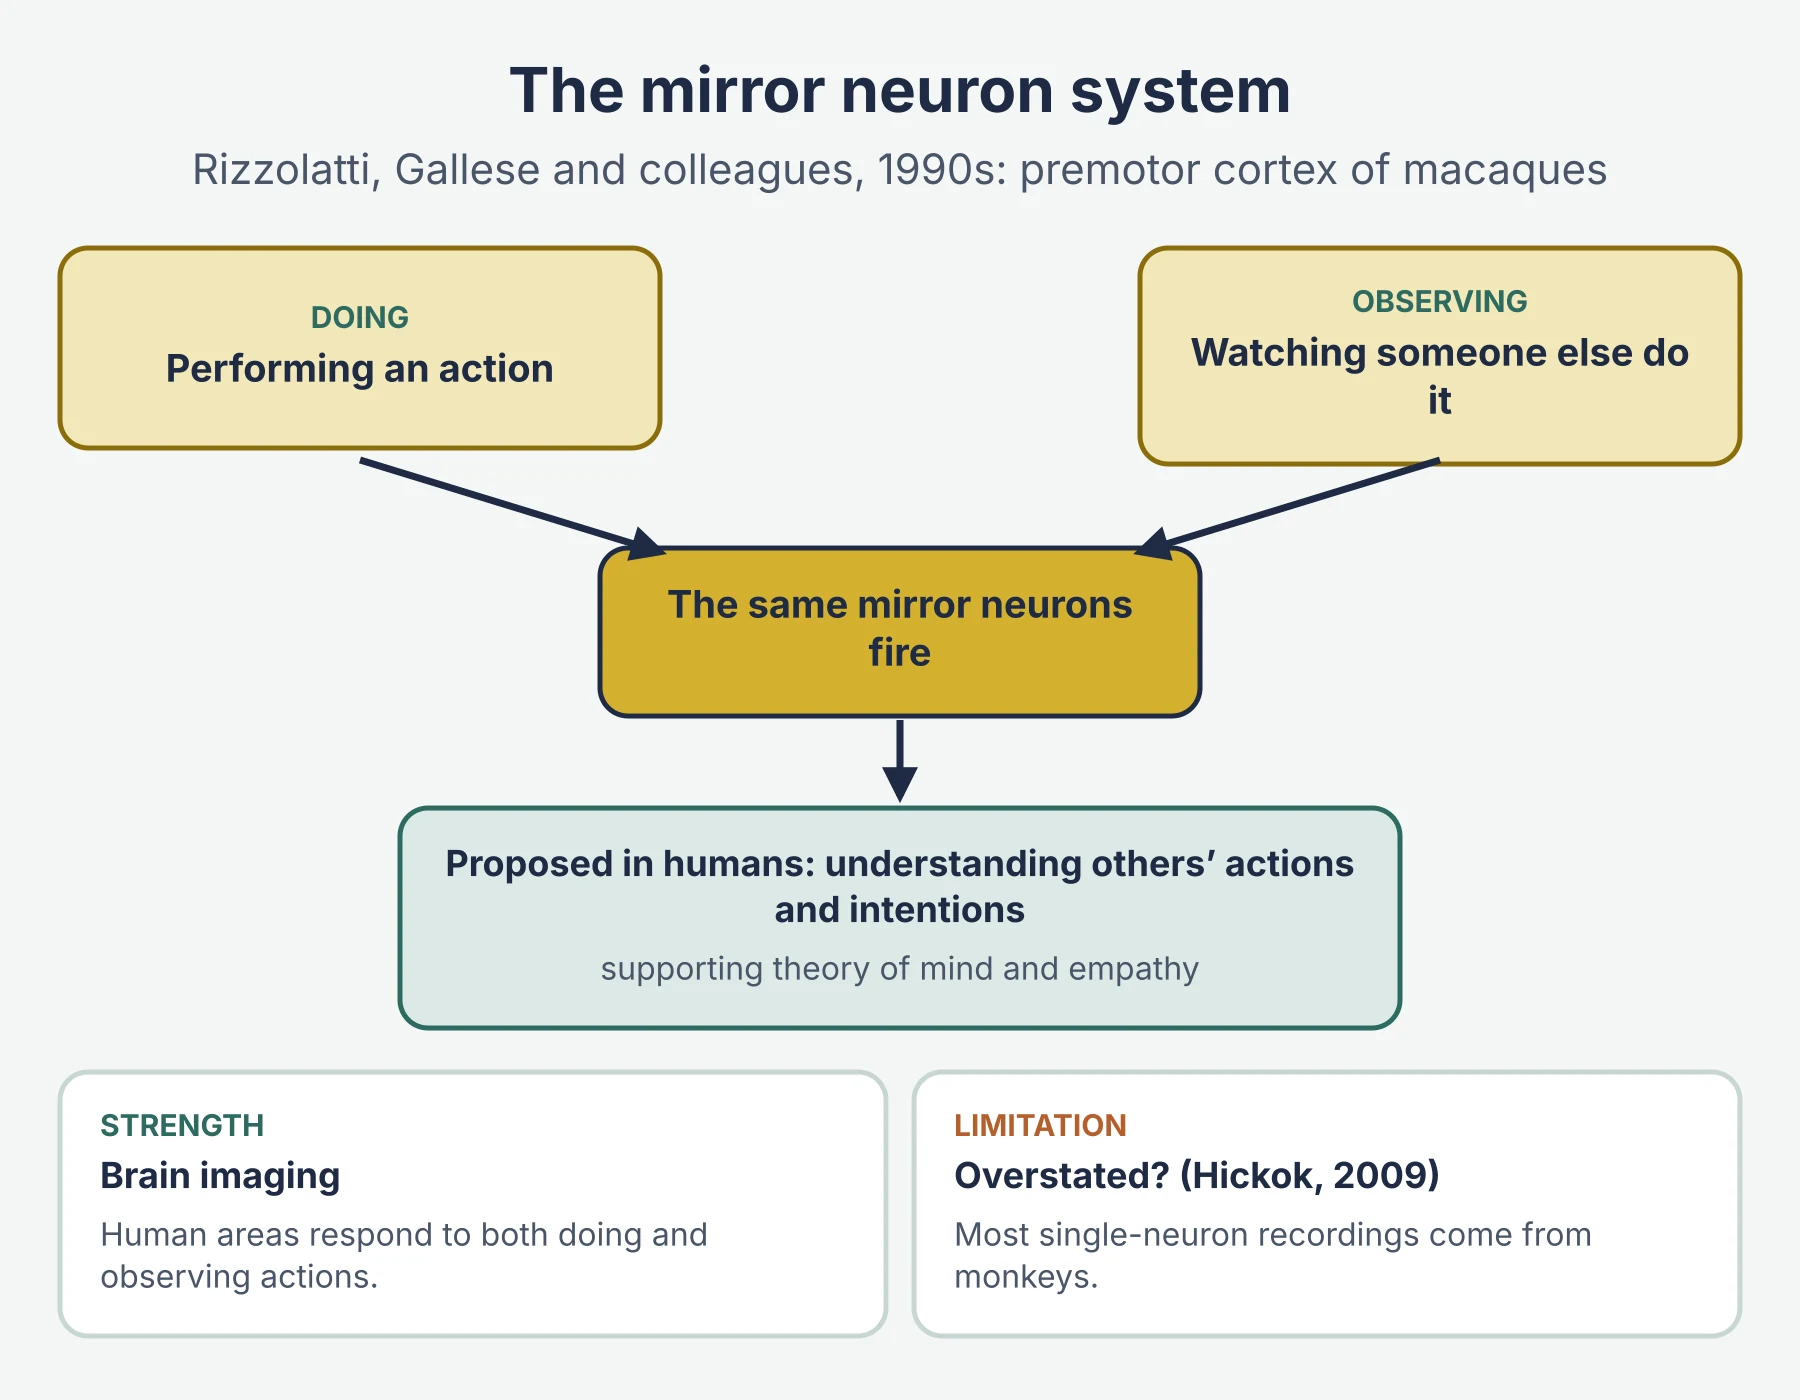 The mirror neuron system
Rizzolatti, Gallese and colleagues, 1990s: premotor cortex of macaques
DOING
Performing an action
OBSERVING
Watching someone else do
it
The same mirror neurons
fire
Proposed in humans: understanding others’ actions
and intentions
supporting theory of mind and empathy
STRENGTH
Brain imaging
Human areas respond to both doing and
observing actions.
LIMITATION
Overstated? (Hickok, 2009)
Most single-neuron recordings come from
monkeys.